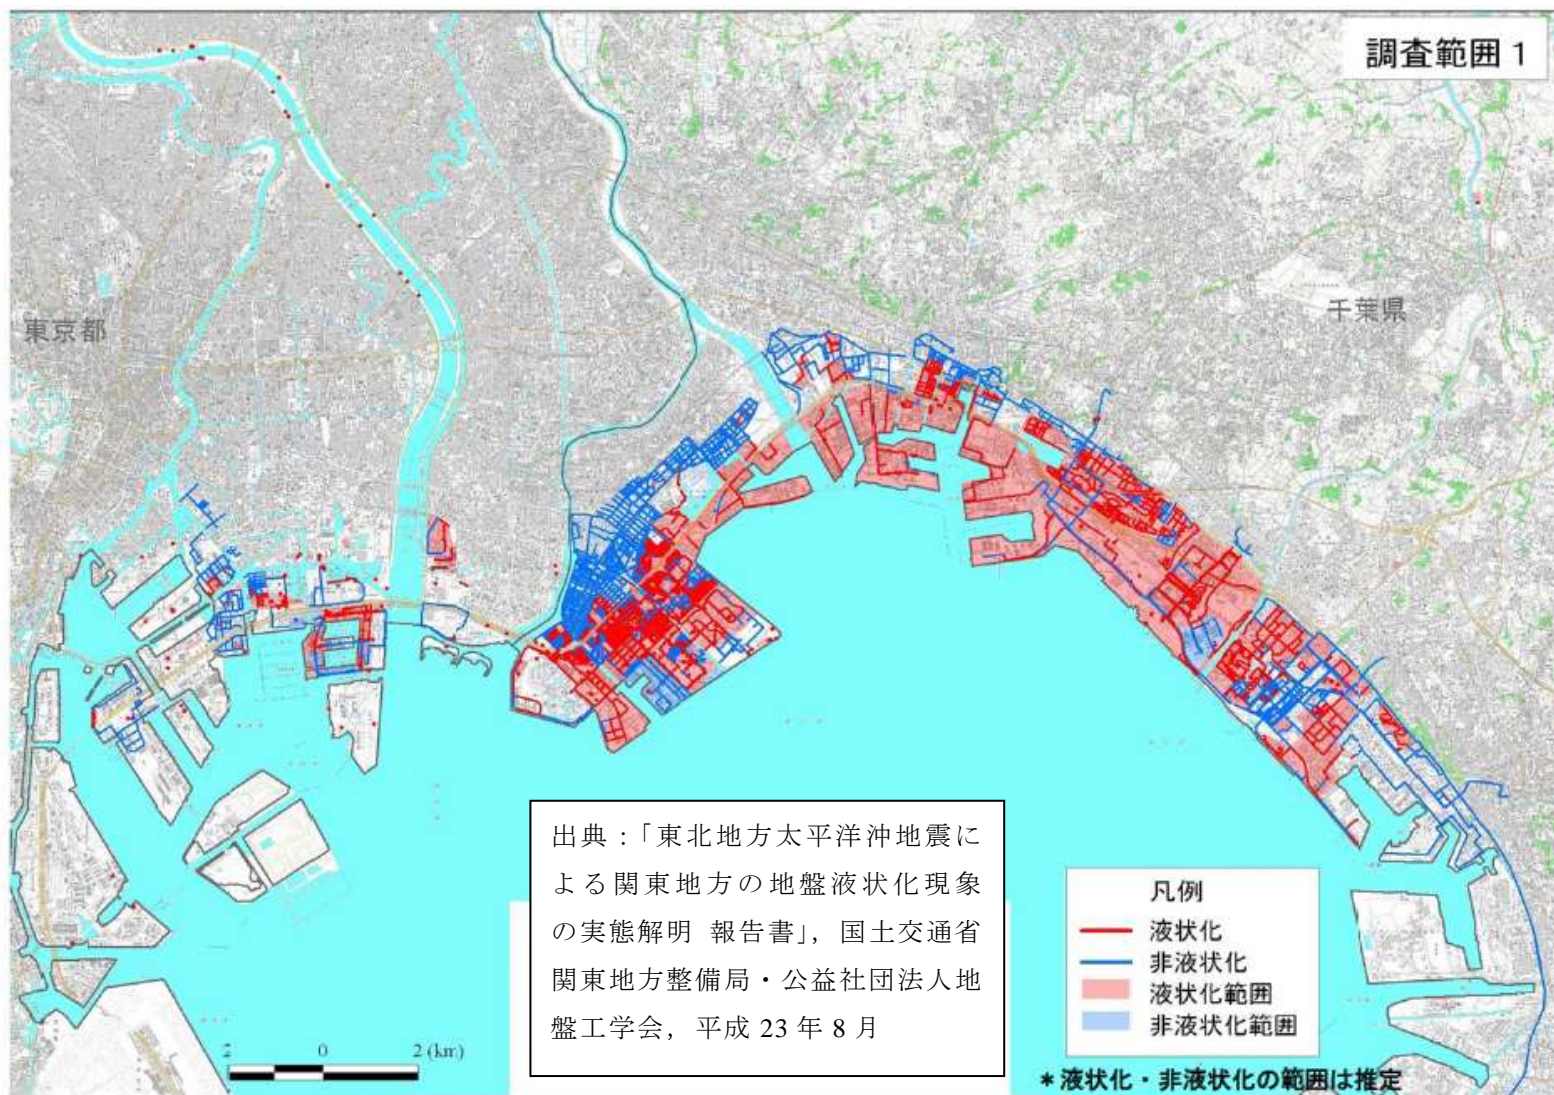 調査範囲 1
千葉県
東京都
出典：「東北地方太平洋沖地震に
よる関東地方の地盤液状化現象
の実態解明 報告書」，国土交通省
関東地方整備局・公益社団法人地
盤工学会，平成 23 年 8 月
凡例
液状化
非液状化
液状化範囲
非液状化範囲
2 0 2 (km)
＊液状化・非液状化の範囲は推定